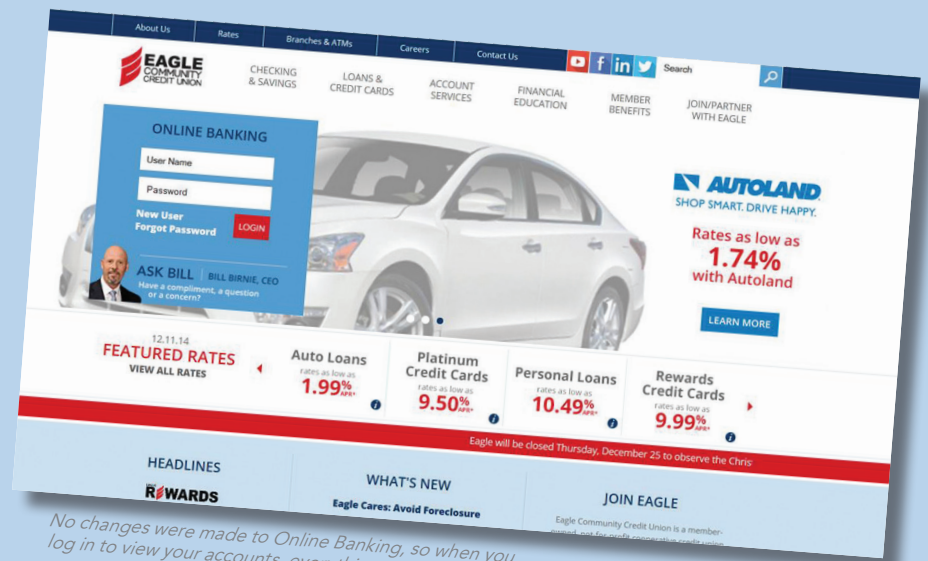 About Us
Rates
Branches & ATMs
Careers
Contact Us
Search
EAGLE
COMMUNITY
CREDIT UNION
CHECKING
& SAVINGS
LOANS &
CREDIT CARDS
ACCOUNT
SERVICES
FINANCIAL
EDUCATION
MEMBER
BENEFITS
JOIN/PARTNER
WITH EAGLE
ONLINE BANKING
User Name
Password
New User
Forgot Password
LOGIN
ASK BILL | BILL BIRNIE, CEO
Have a compliment, a question
or a concern?
AUTOLAND
SHOP SMART. DRIVE HAPPY.
Rates as low as
1.74%
with Autoland
LEARN MORE
12.11.14
FEATURED RATES
VIEW ALL RATES
Auto Loans
rates as low as
1.99% APR*
Platinum
Credit Cards
rates as low as
9.50% APR*
Personal Loans
rates as low as
10.49% APR*
Rewards
Credit Cards
rates as low as
9.99% APR*
Eagle will be closed Thursday, December 25 to observe the Chris
HEADLINES
REWARDS
WHAT'S NEW
Eagle Cares: Avoid Foreclosure
JOIN EAGLE
Eagle Community Credit Union is a member-
owned, not-for-profit cooperative credit union
No changes were made to Online Banking, so when you
log in to view your accounts,